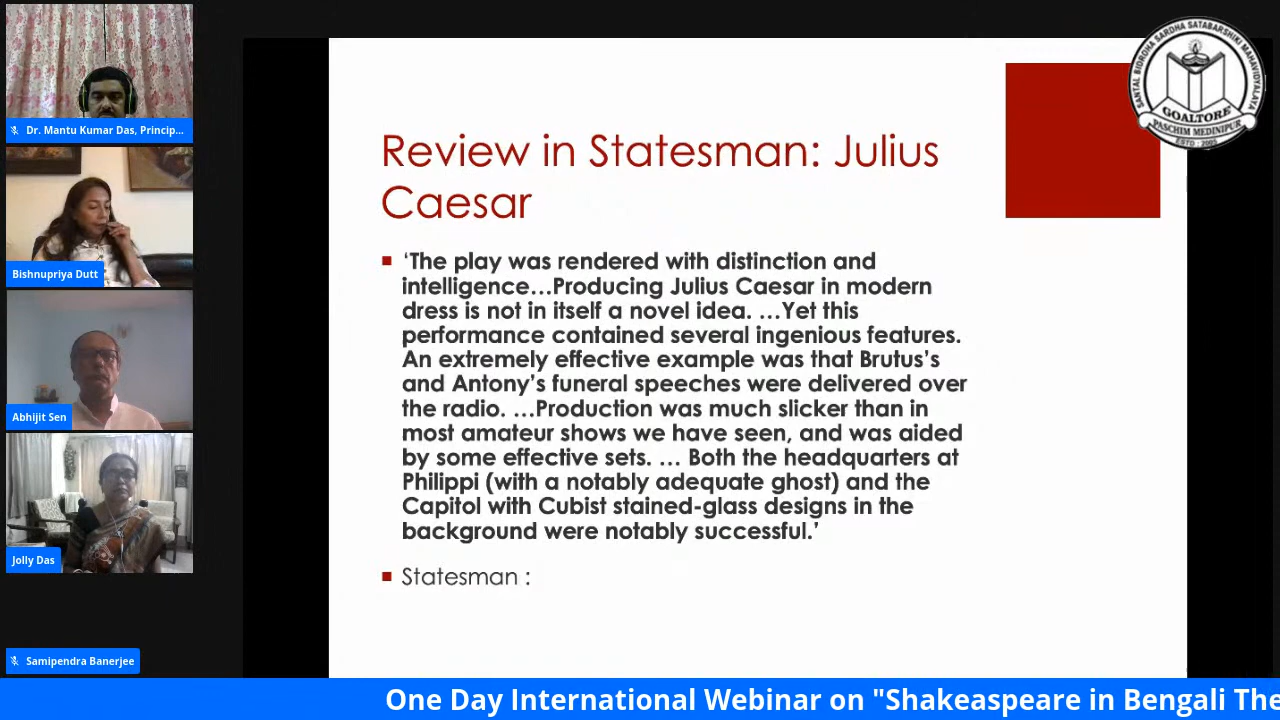 Dr. Mantu Kumar Das, Princip...
Bishnupriya Dutt
Abhijit Sen
Jolly Das
Samipendra Banerjee
SANTAL BIDROHA SARDHA SATABARSHIKI MAHAVIDYALAYA
GOALTORE
PASCHIM MEDINIPUR
ESTD : 2005
Review in Statesman: Julius
Caesar
‘The play was rendered with distinction and
intelligence…Producing Julius Caesar in modern
dress is not in itself a novel idea. …Yet this
performance contained several ingenious features.
An extremely effective example was that Brutus’s
and Antony’s funeral speeches were delivered over
the radio. …Production was much slicker than in
most amateur shows we have seen, and was aided
by some effective sets. … Both the headquarters at
Philippi (with a notably adequate ghost) and the
Capitol with Cubist stained-glass designs in the
background were notably successful.’
Statesman :
One Day International Webinar on "Shakeaspeare in Bengali The